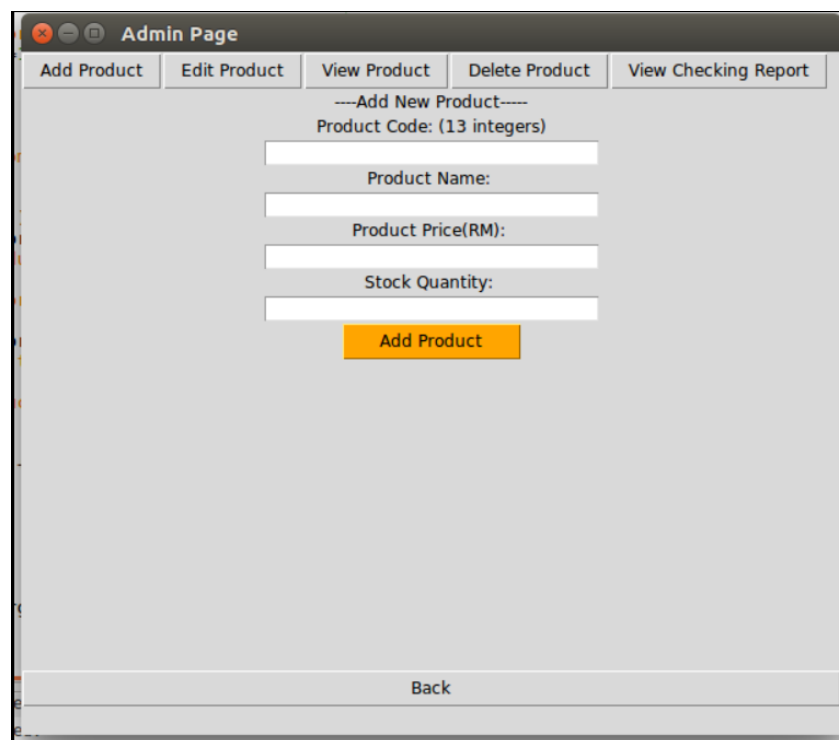 Admin Page
Add Product Edit Product View Product Delete Product View Checking Report
----Add New Product-----
Product Code: (13 integers)
Product Name:
Product Price(RM):
Stock Quantity:
Add Product
Back